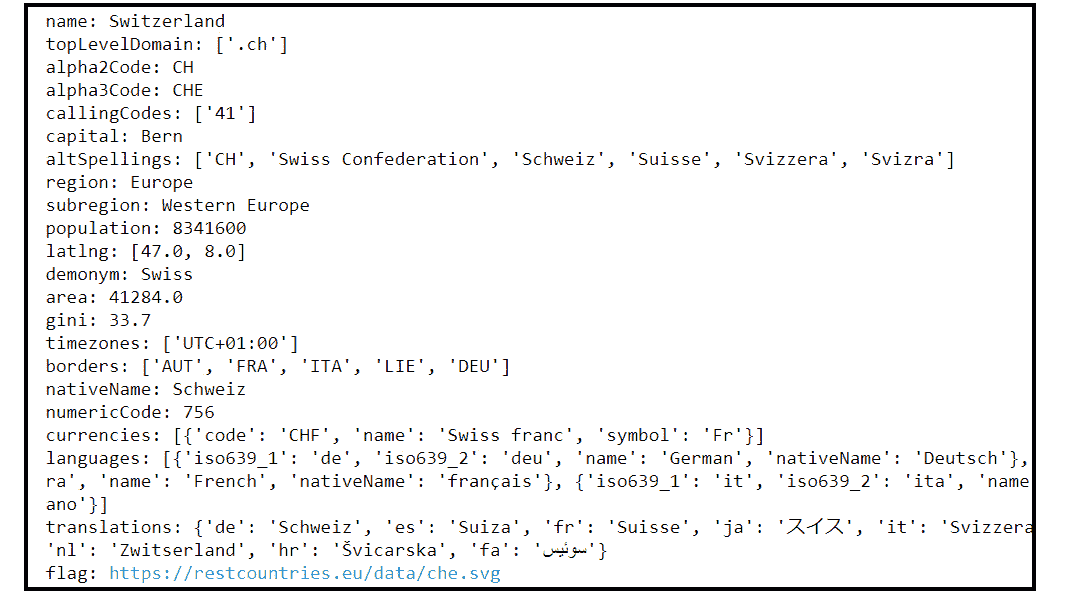 name: Switzerland
topLevelDomain: ['.ch']
alpha2Code: CH
alpha3Code: CHE
callingCodes: ['41']
capital: Bern
altSpellings: ['CH', 'Swiss Confederation', 'Schweiz', 'Suisse', 'Svizzera', 'Svizra']
region: Europe
subregion: Western Europe
population: 8341600
latlng: [47.0, 8.0]
demonym: Swiss
area: 41284.0
gini: 33.7
timezones: ['UTC+01:00']
borders: ['AUT', 'FRA', 'ITA', 'LIE', 'DEU']
nativeName: Schweiz
numericCode: 756
currencies: [{'code': 'CHF', 'name': 'Swiss franc', 'symbol': 'Fr'}]
languages: [{'iso639_1': 'de', 'iso639_2': 'deu', 'name': 'German', 'nativeName': 'Deutsch'},
ra', 'name': 'French', 'nativeName': 'français'}, {'iso639_1': 'it', 'iso639_2': 'ita', 'name
ano'}]
translations: {'de': 'Schweiz', 'es': 'Suiza', 'fr': 'Suisse', 'ja': 'スイス', 'it': 'Svizzera
'nl': 'Zwitserland', 'hr': 'Švicarska', 'fa': 'سوئیس'}
flag: https://restcountries.eu/data/che.svg